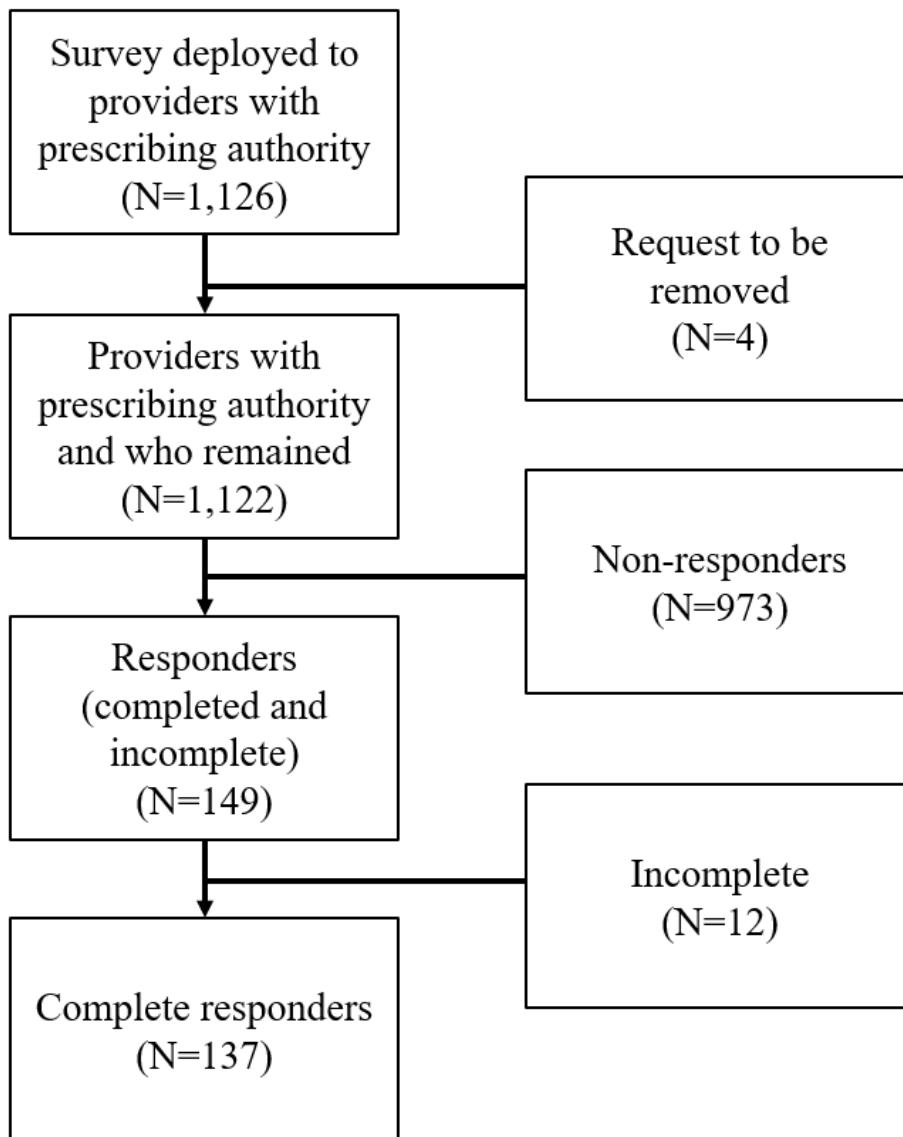 Survey deployed to
providers with
prescribing authority
(N=1,126)
Request to be
removed
(N=4)
Providers with
prescribing authority
and who remained
(N=1,122)
Non-responders
(N=973)
Responders
(completed and
incomplete)
(N=149)
Incomplete
(N=12)
Complete responders
(N=137)